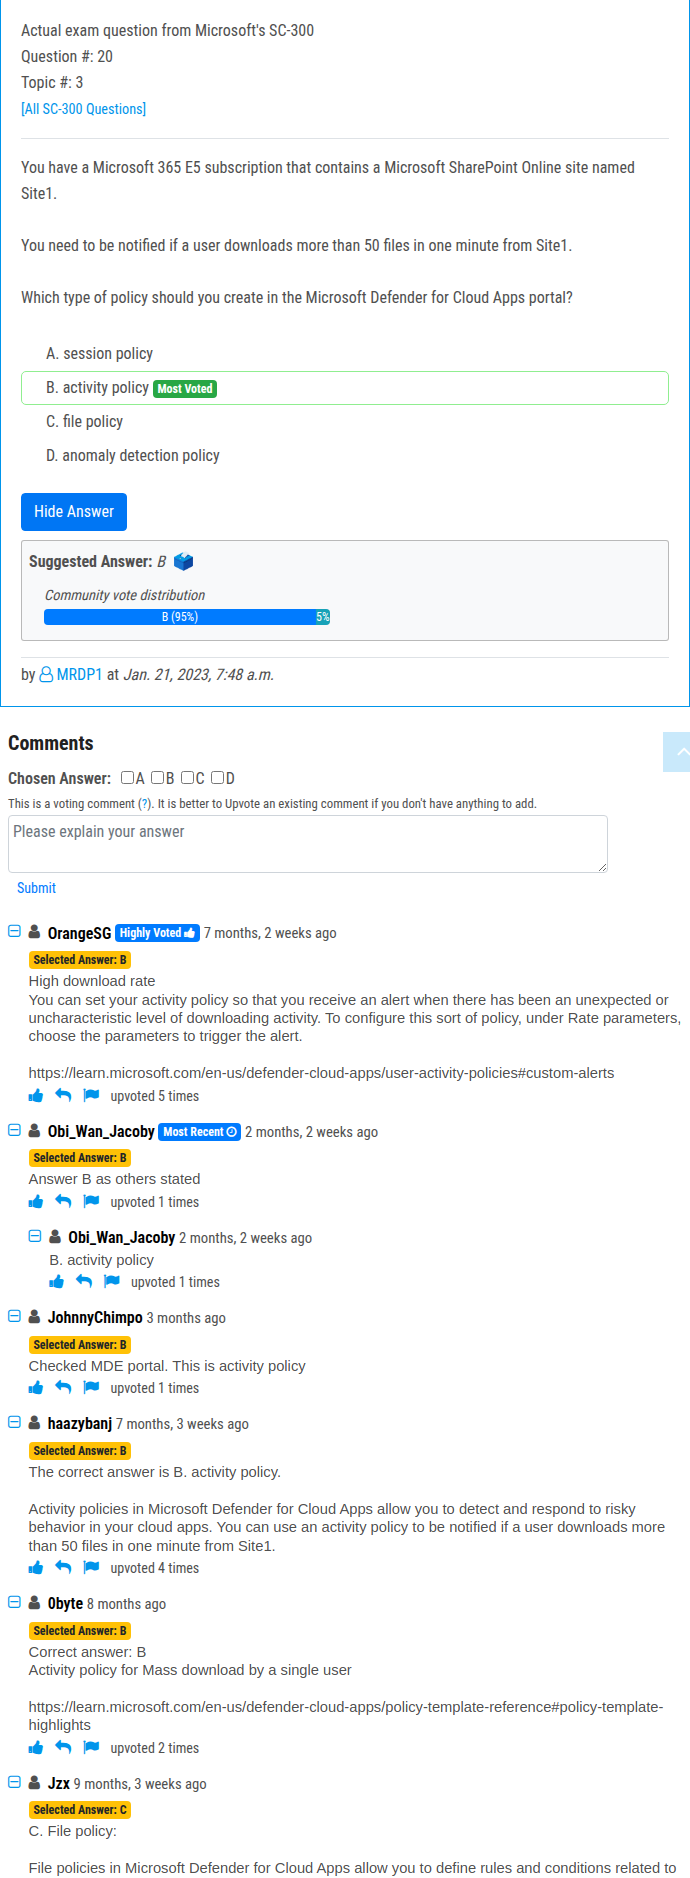 Actual exam question from Microsoft's SC-300
Question #: 20
Topic #: 3
[All SC-300 Questions]
You have a Microsoft 365 E5 subscription that contains a Microsoft SharePoint Online site named
Site1.
You need to be notified if a user downloads more than 50 files in one minute from Site1.
Which type of policy should you create in the Microsoft Defender for Cloud Apps portal?
A. session policy
B. activity policy Most Voted
C. file policy
D. anomaly detection policy
Hide Answer
Suggested Answer: B
Community vote distribution
B (95%) 5%
by MRDP1 at Jan. 21, 2023, 7:48 a.m.
Comments
Chosen Answer: A B C D
This is a voting comment (?). It is better to Upvote an existing comment if you don't have anything to add.
Please explain your answer
Submit
OrangeSG Highly Voted 7 months, 2 weeks ago
Selected Answer: B
High download rate
You can set your activity policy so that you receive an alert when there has been an unexpected or
uncharacteristic level of downloading activity. To configure this sort of policy, under Rate parameters,
choose the parameters to trigger the alert.
https://learn.microsoft.com/en-us/defender-cloud-apps/user-activity-policies#custom-alerts
upvoted 5 times
Obi_Wan_Jacoby Most Recent 2 months, 2 weeks ago
Selected Answer: B
Answer B as others stated
upvoted 1 times
Obi_Wan_Jacoby 2 months, 2 weeks ago
B. activity policy
upvoted 1 times
JohnnyChimpo 3 months ago
Selected Answer: B
Checked MDE portal. This is activity policy
upvoted 1 times
haazybanj 7 months, 3 weeks ago
Selected Answer: B
The correct answer is B. activity policy.
Activity policies in Microsoft Defender for Cloud Apps allow you to detect and respond to risky
behavior in your cloud apps. You can use an activity policy to be notified if a user downloads more
than 50 files in one minute from Site1.
upvoted 4 times
0byte 8 months ago
Selected Answer: B
Correct answer: B
Activity policy for Mass download by a single user
https://learn.microsoft.com/en-us/defender-cloud-apps/policy-template-reference#policy-template-
highlights
upvoted 2 times
Jzx 9 months, 3 weeks ago
Selected Answer: C
C. File policy:
File policies in Microsoft Defender for Cloud Apps allow you to define rules and conditions related to